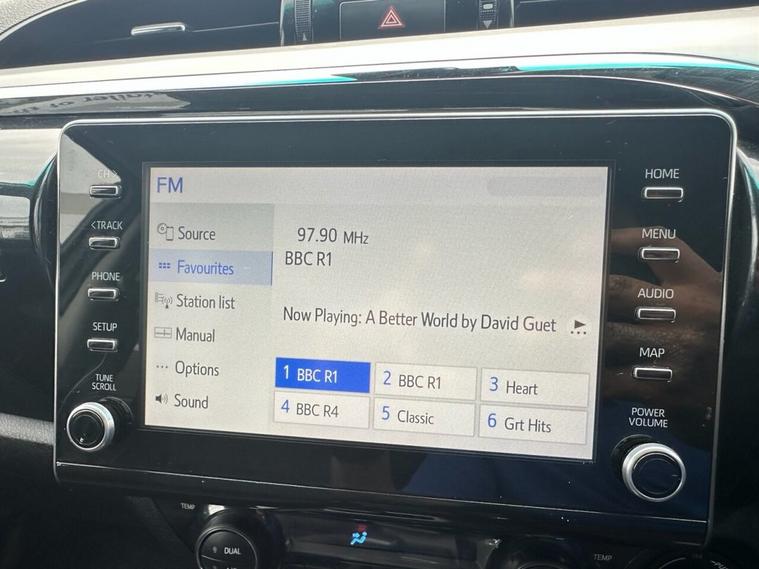 CH>
<TRACK
PHONE
SETUP
TUNE
SCROLL
FM
Source
Favourites
Station list
Manual
Options
Sound
97.90 MHz
BBC R1
Now Playing: A Better World by David Guet
1 BBC R1
2 BBC R1
3 Heart
4 BBC R4
5 Classic
6 Grt Hits
HOME
MENU
AUDIO
MAP
POWER
VOLUME
TEMP
DUAL
TEMP